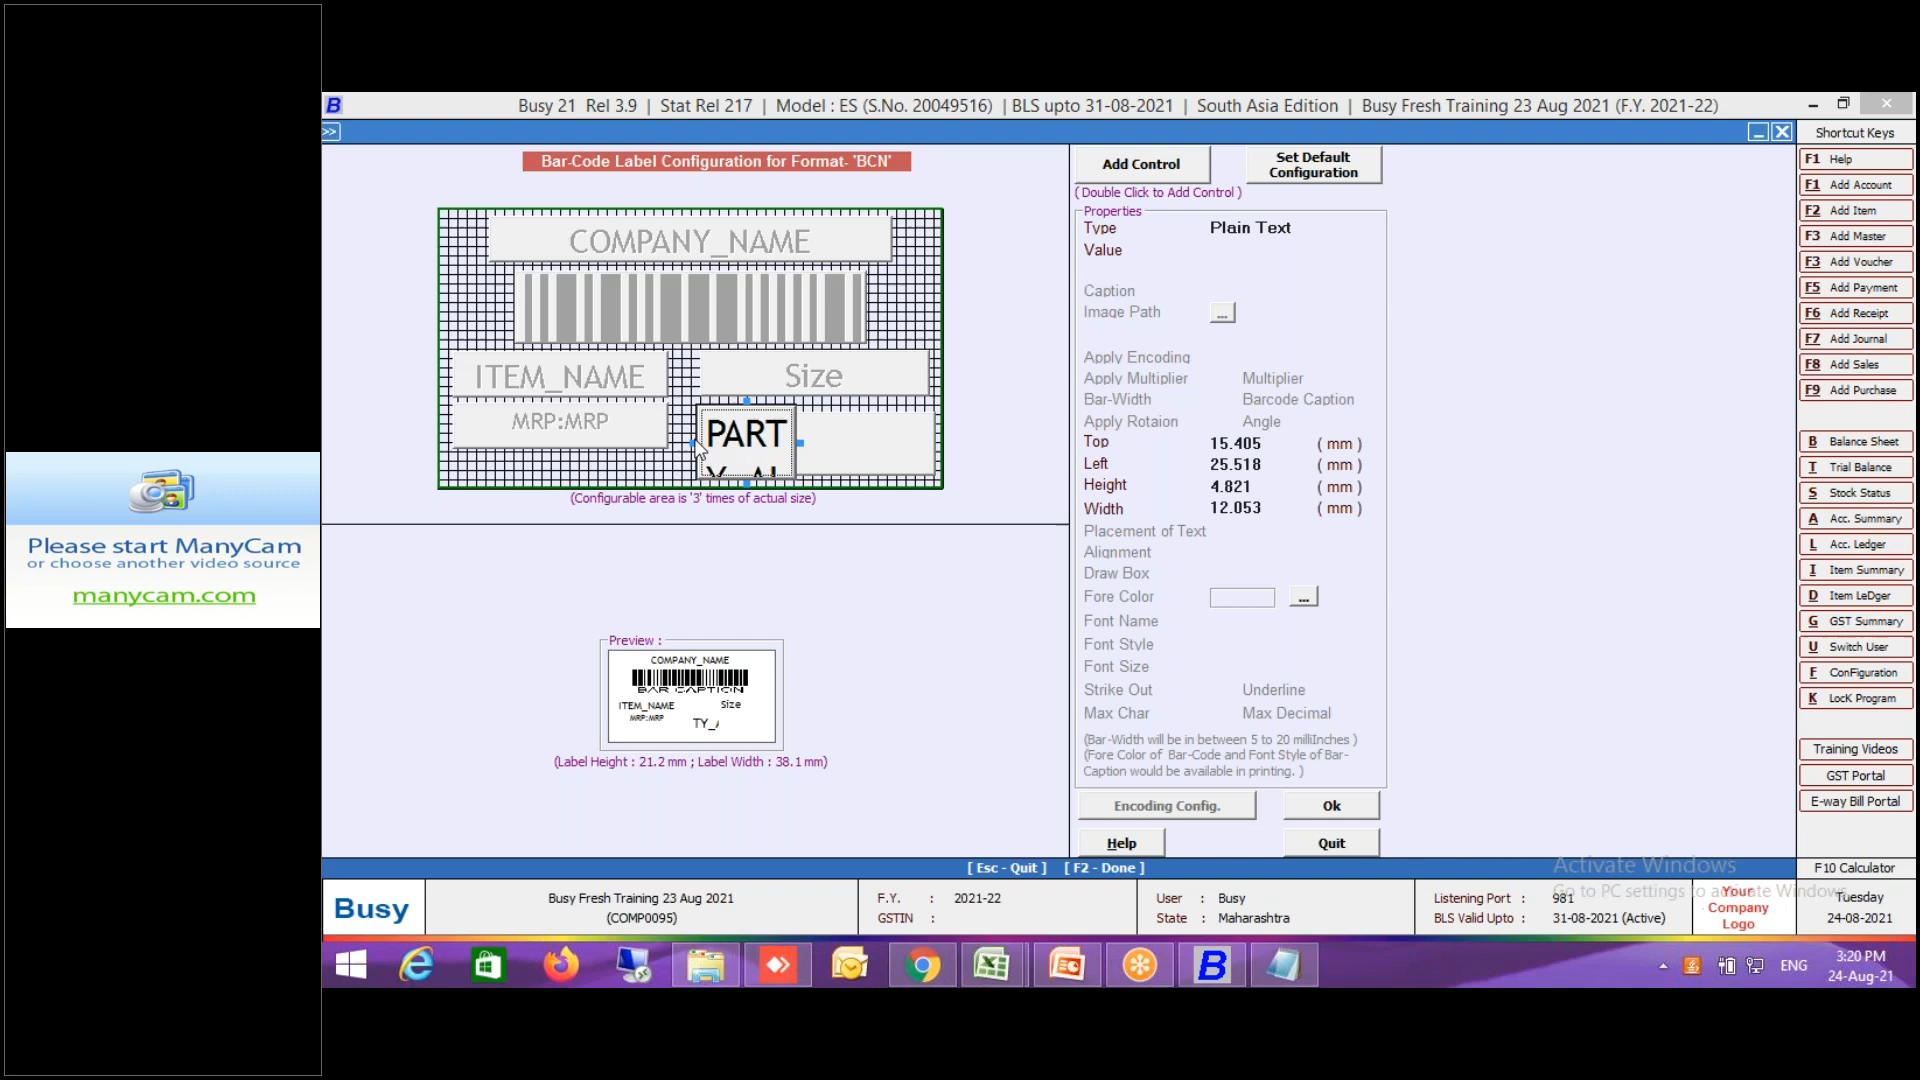 Busy 21 Rel 3.9 | Stat Rel 217 | Model : ES (S.No. 20049516) | BLS upto 31-08-2021 | South Asia Edition | Busy Fresh Training 23 Aug 2021 (F.Y. 2021-22)
>>
Bar-Code Label Configuration for Format- 'BCN'
COMPANY_NAME
ITEM_NAME
Size
MRP:MRP
PART
(Configurable area is '3' times of actual size)
Preview :
COMPANY_NAME
BAR CAPTION
ITEM_NAME
Size
MRP:MRP
(Label Height : 21.2 mm ; Label Width : 38.1 mm)
Add Control
Set Default
Configuration
( Double Click to Add Control )
Properties
Type Plain Text
Value
Caption
Image Path ...
Apply Encoding
Apply Multiplier Multiplier
Bar-Width Barcode Caption
Apply Rotaion Angle
Top 15.405 ( mm )
Left 25.518 ( mm )
Height 4.821 ( mm )
Width 12.053 ( mm )
Placement of Text
Alignment
Draw Box
Fore Color ...
Font Name
Font Style
Font Size
Strike Out Underline
Max Char Max Decimal
(Bar-Width will be in between 5 to 20 milliInches )
(Fore Color of Bar-Code and Font Style of Bar-
Caption would be available in printing. )
Encoding Config. Ok
Help Quit
Shortcut Keys
F1 Help
F1 Add Account
F2 Add Item
F3 Add Master
F3 Add Voucher
F5 Add Payment
F6 Add Receipt
F7 Add Journal
F8 Add Sales
F9 Add Purchase
B Balance Sheet
T Trial Balance
S Stock Status
A Acc. Summary
L Acc. Ledger
I Item Summary
D Item LeDger
G GST Summary
U Switch User
F ConFiguration
K LocK Program
Training Videos
GST Portal
E-way Bill Portal
F10 Calculator
Please start ManyCam
or choose another video source
manycam.com
[ Esc - Quit ] [ F2 - Done ]
Activate Windows
Go to PC settings to activate Windows.
Busy
Busy Fresh Training 23 Aug 2021
(COMP0095)
F.Y. : 2021-22
GSTIN :
User : Busy
State : Maharashtra
Listening Port : 981
BLS Valid Upto : 31-08-2021 (Active)
Your
Company
Logo
Tuesday
24-08-2021
ENG
3:20 PM
24-Aug-21